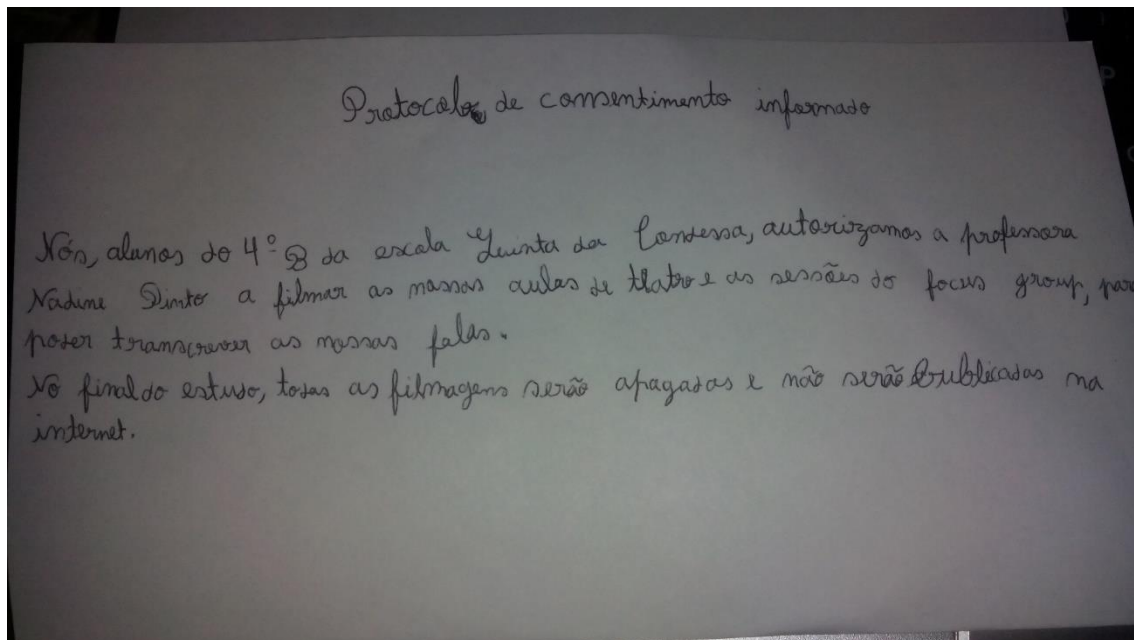 Protocolo de consentimento informado
Nós, alunos do 4º B da escola Quinta da Condessa, autorizamos a professora
Nadine Pinto a filmar as nossas aulas de teatro e as sessões do focus group, para
poder transcrever as nossas falas.
No final do estudo, todas as filmagens serão apagadas e não serão publicadas na
internet.